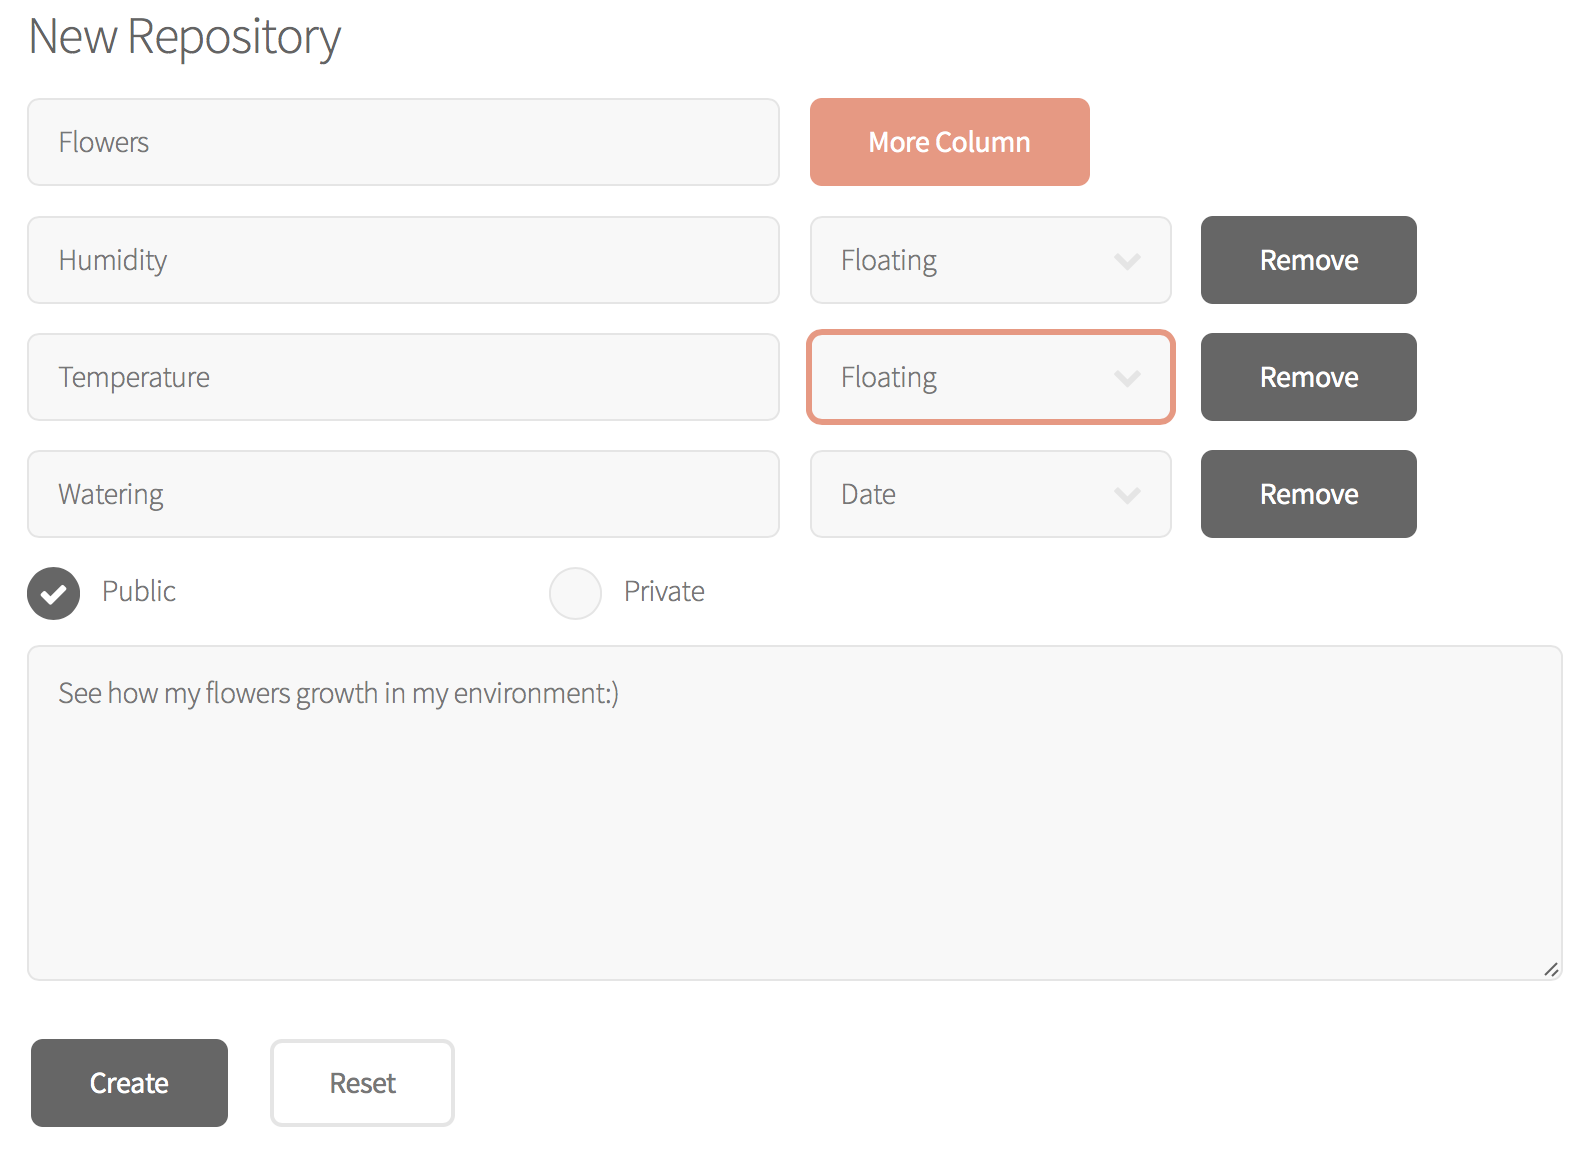 New Repository
Flowers
More Column
Humidity
Floating
Remove
Temperature
Floating
Remove
Watering
Date
Remove
Public
Private
See how my flowers growth in my environment:)
Create
Reset